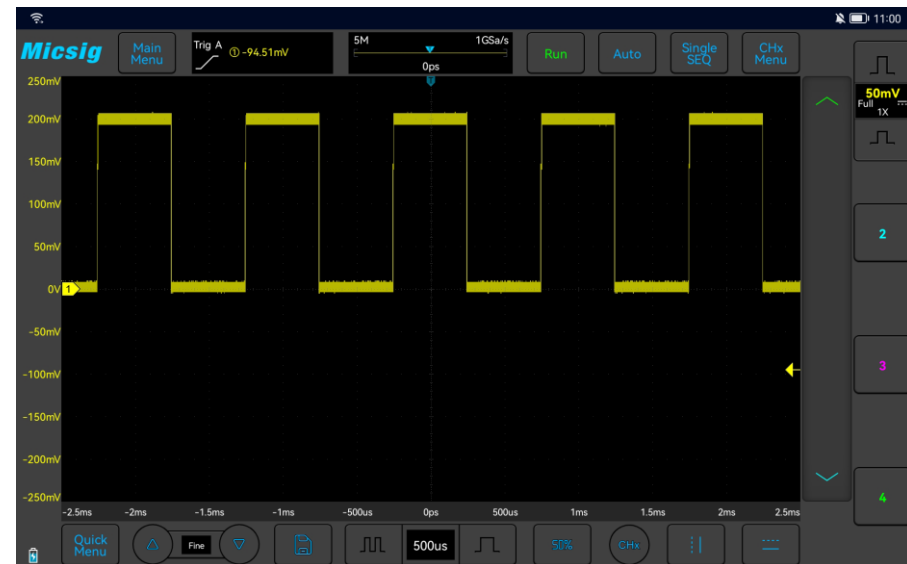 11:00
Micsig
Main
Menu
Trig A
① -94.51mV
5M
1GSa/s
0ps
Run
Auto
Single
SEQ
CHx
Menu
T
250mV
200mV
150mV
100mV
50mV
0V
1
-50mV
-100mV
-150mV
-200mV
-250mV
50mV
Full
1X
2
3
4
-2.5ms
-2ms
-1.5ms
-1ms
-500us
0ps
500us
1ms
1.5ms
2ms
2.5ms
Quick
Menu
Fine
500us
50%
CHx